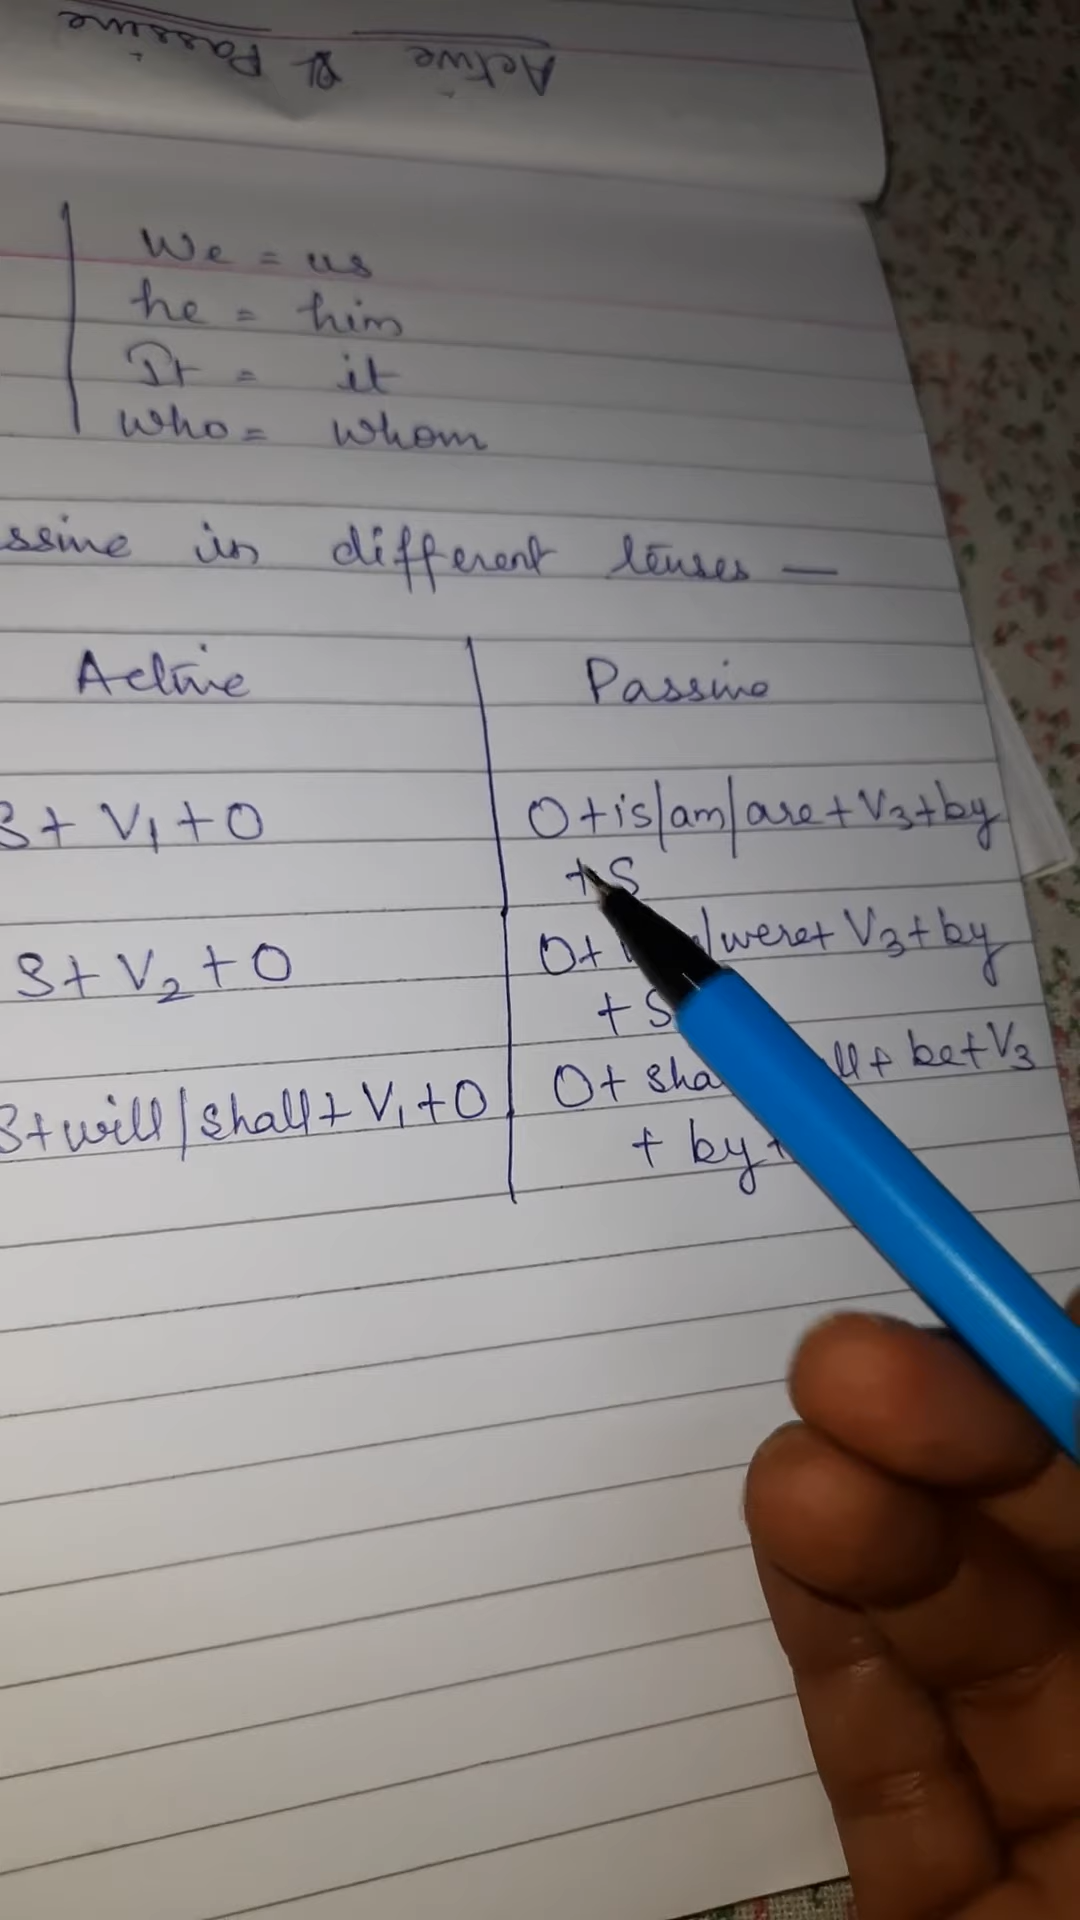 Active & Passive
We = us
he = him
It = it
who = whom
ssive in different tenses —
Active Passive
S + V1 + O O + is/am/are + V3 + by
+ S
S + V2 + O O + /were + V3 + by
+ S
S + will/shall + V1 + O O + sha ll + be + V3
+ by +